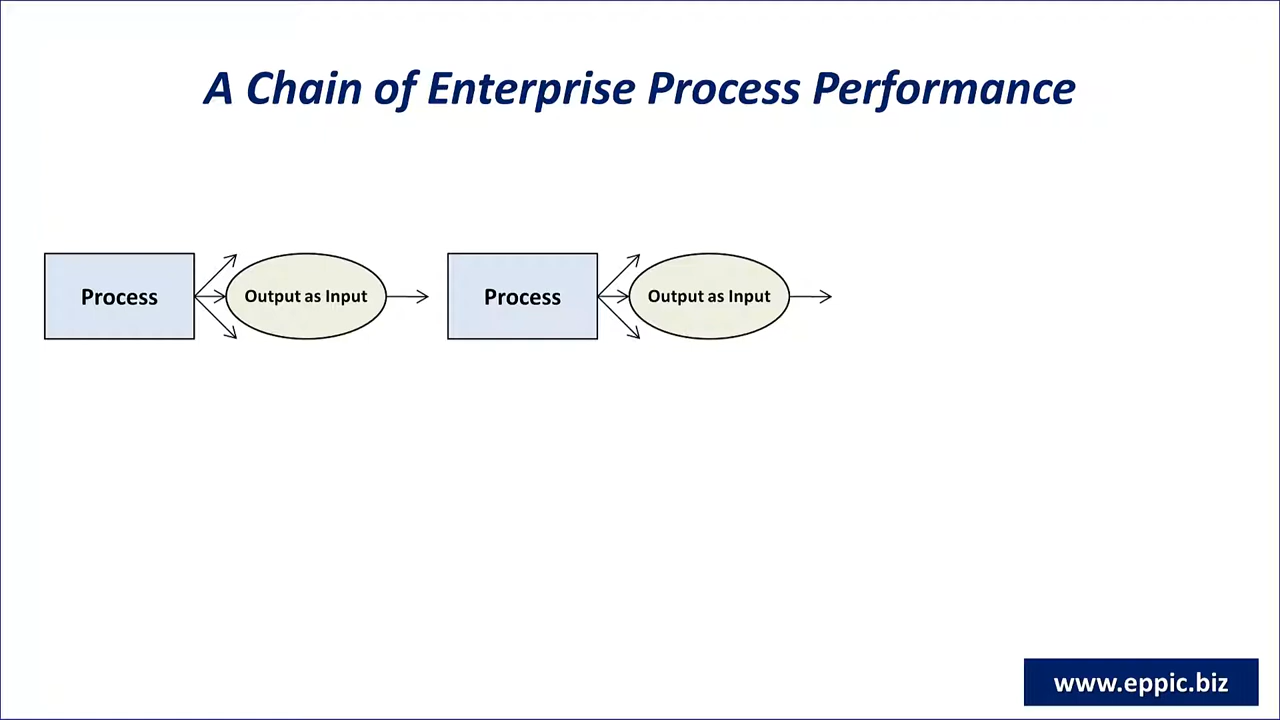 A Chain of Enterprise Process Performance
Process
Output as Input
Process
Output as Input
www.eppic.biz